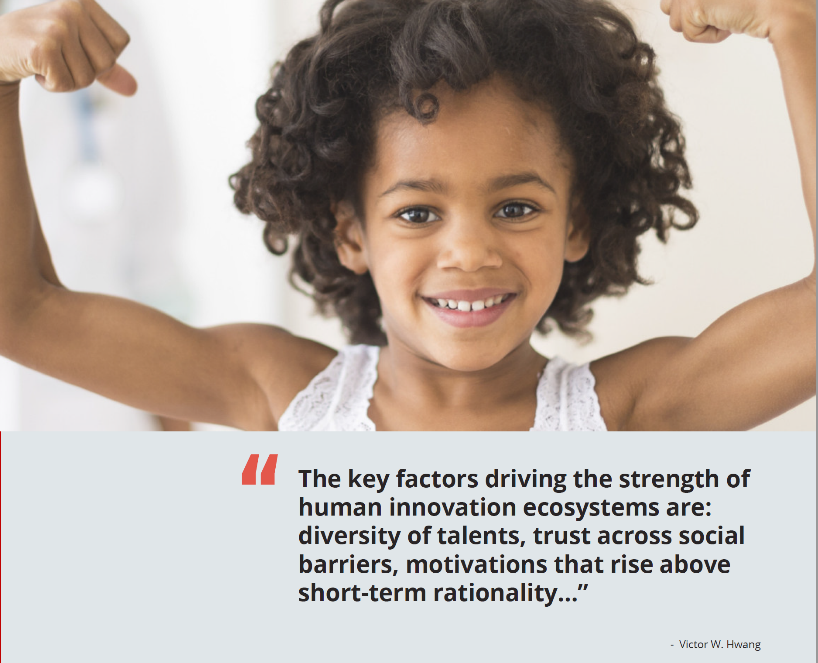 “ The key factors driving the strength of
human innovation ecosystems are:
diversity of talents, trust across social
barriers, motivations that rise above
short-term rationality...”
- Victor W. Hwang